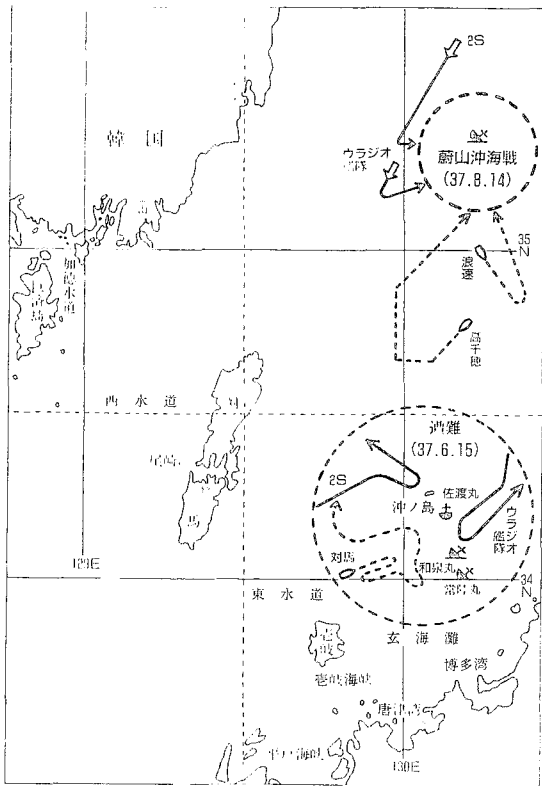 2S
韓国
ウラジオ
艦隊
蔚山沖海戦
(37.8.14)
35
N
浪速
加徳水道
巨済島
高千穂
西水道
対
馬
尾崎
遭難
(37.6.15)
2S
佐渡丸
沖ノ島
ウラジオ
艦隊
対馬
和泉丸
常陸丸
129E
34
N
東水道
玄海灘
壱岐
博多湾
壱岐海峡
唐津湾
平戸海峡
130E